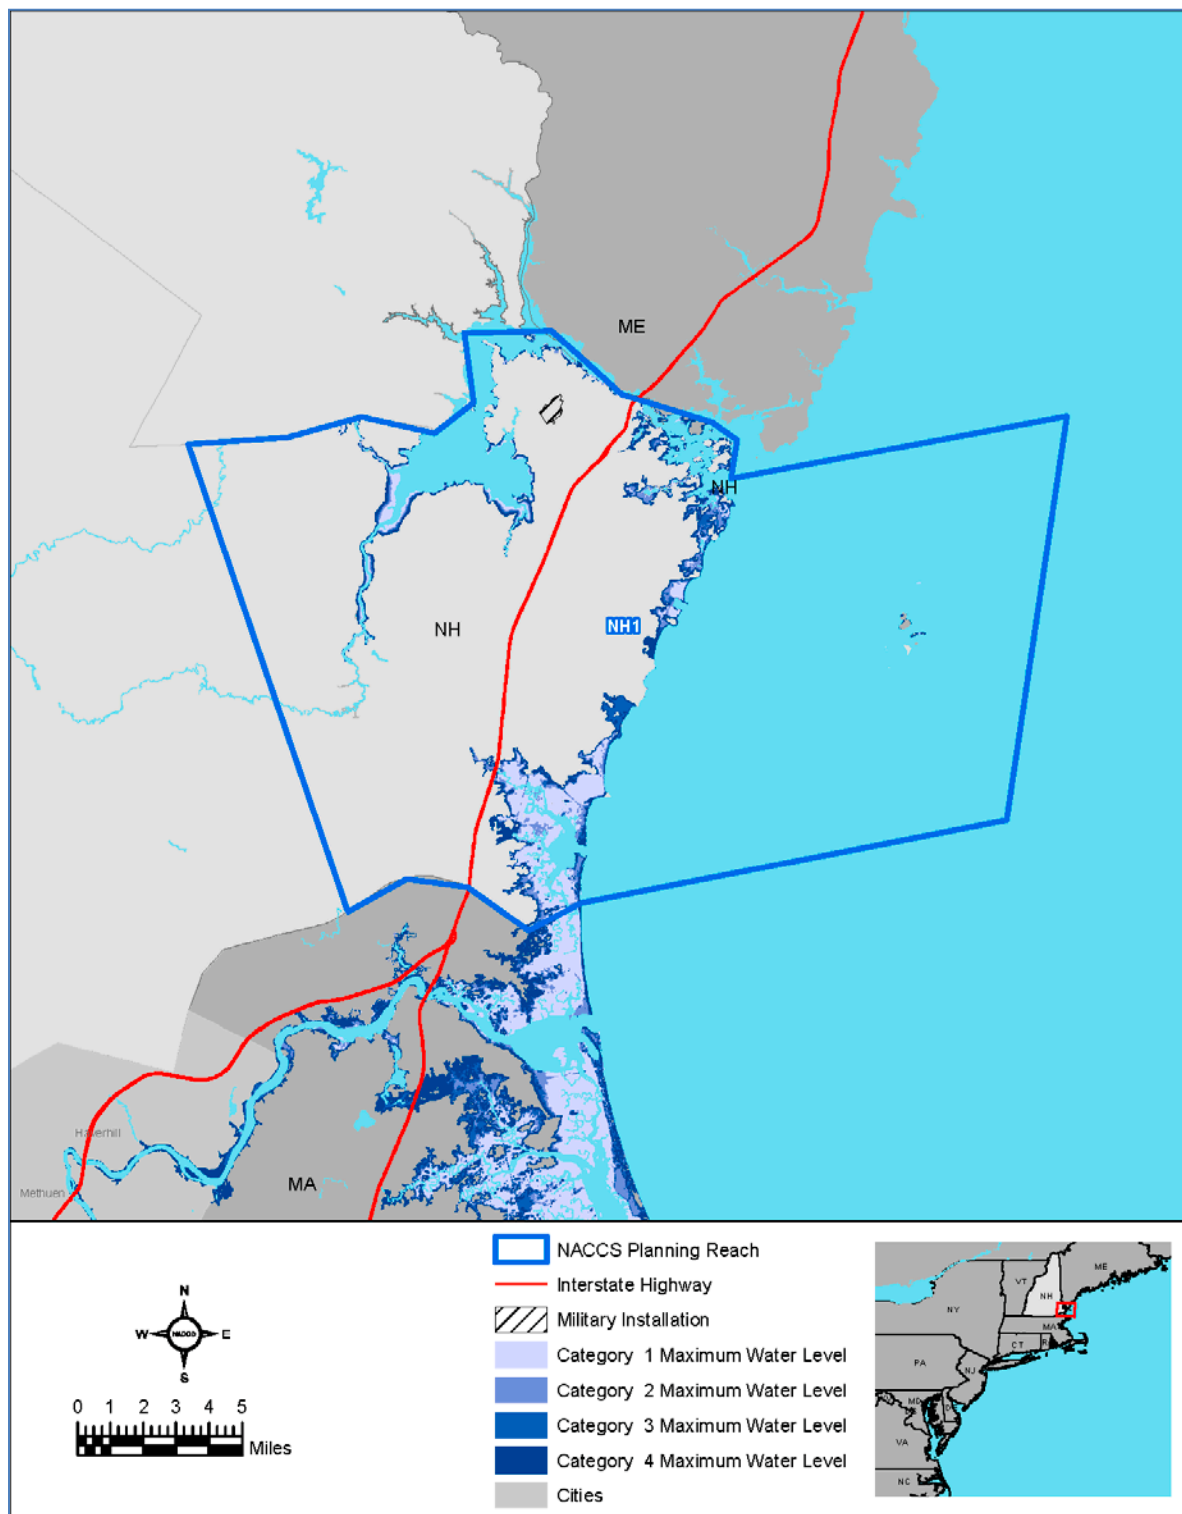 ME
NH
NH
NH1
Haverhill
Methuen
MA
N
W
NAD83
E
S
0 1 2 3 4 5
Miles
NACCS Planning Reach
Interstate Highway
Military Installation
Category 1 Maximum Water Level
Category 2 Maximum Water Level
Category 3 Maximum Water Level
Category 4 Maximum Water Level
Cities
ME
VT
NH
NY
MA
CT
PA
NJ
MD
VA
NC